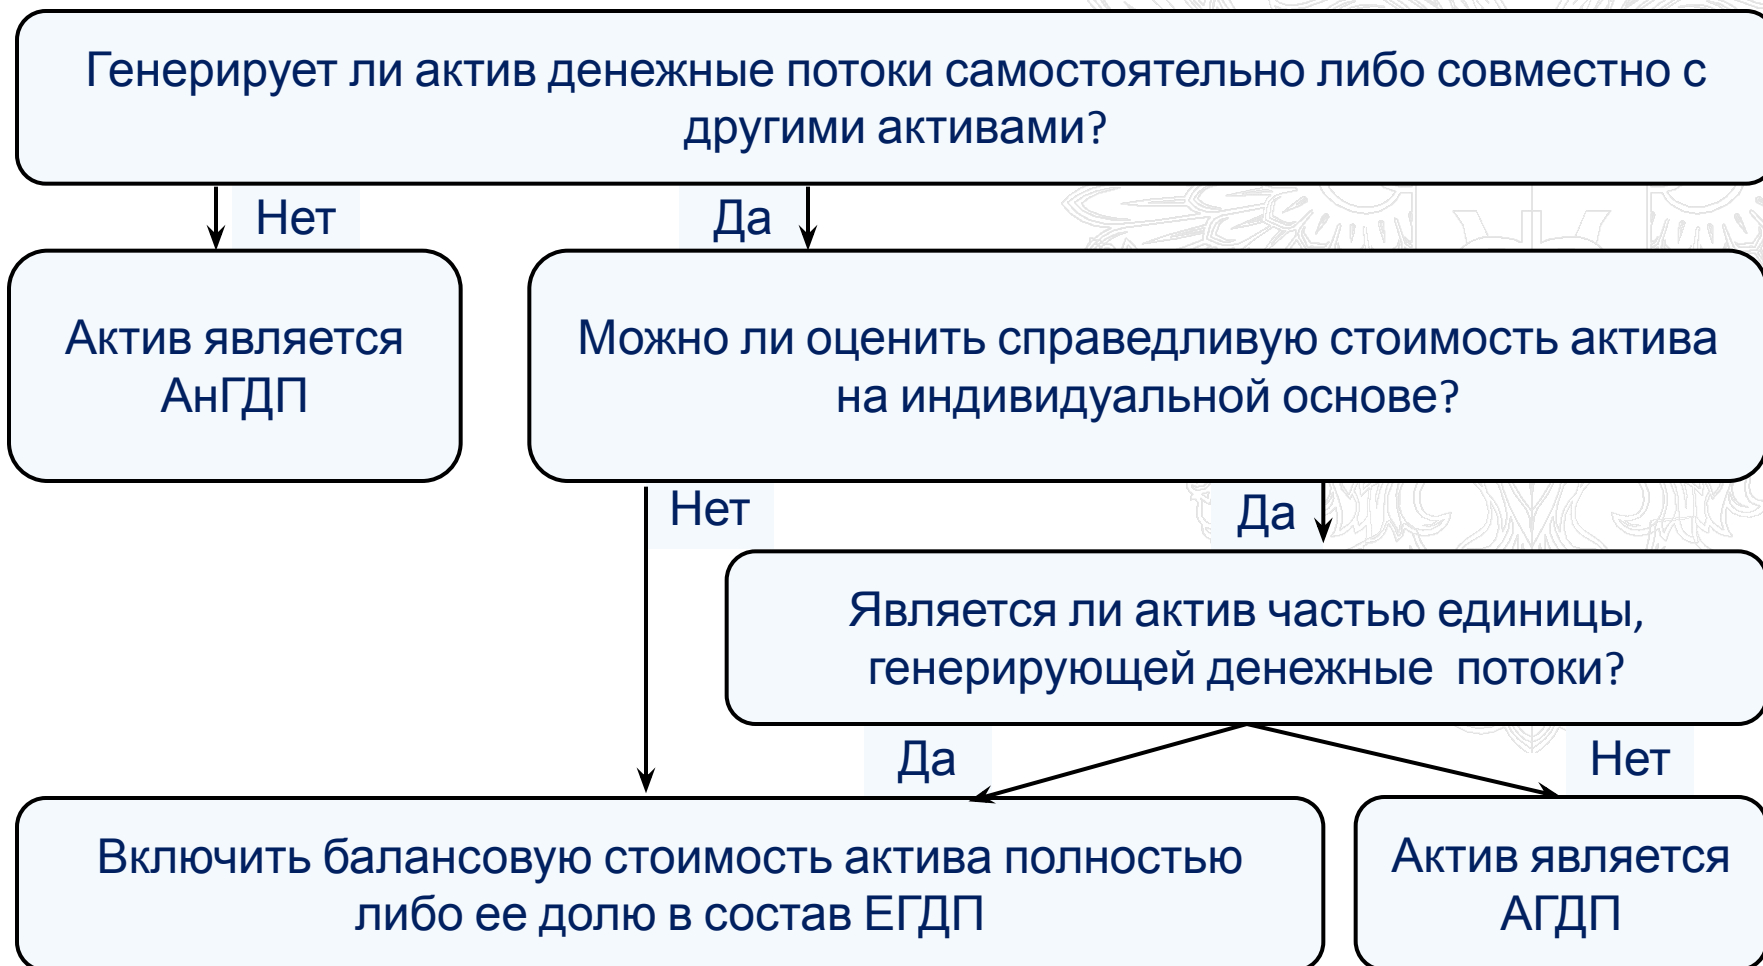 Генерирует ли актив денежные потоки самостоятельно либо совместно с
другими активами?
Нет
Да
Актив является
АнГДП
Можно ли оценить справедливую стоимость актива
на индивидуальной основе?
Нет
Да
Является ли актив частью единицы,
генерирующей денежные потоки?
Да
Нет
Включить балансовую стоимость актива полностью
либо ее долю в состав ЕГДП
Актив является
АГДП